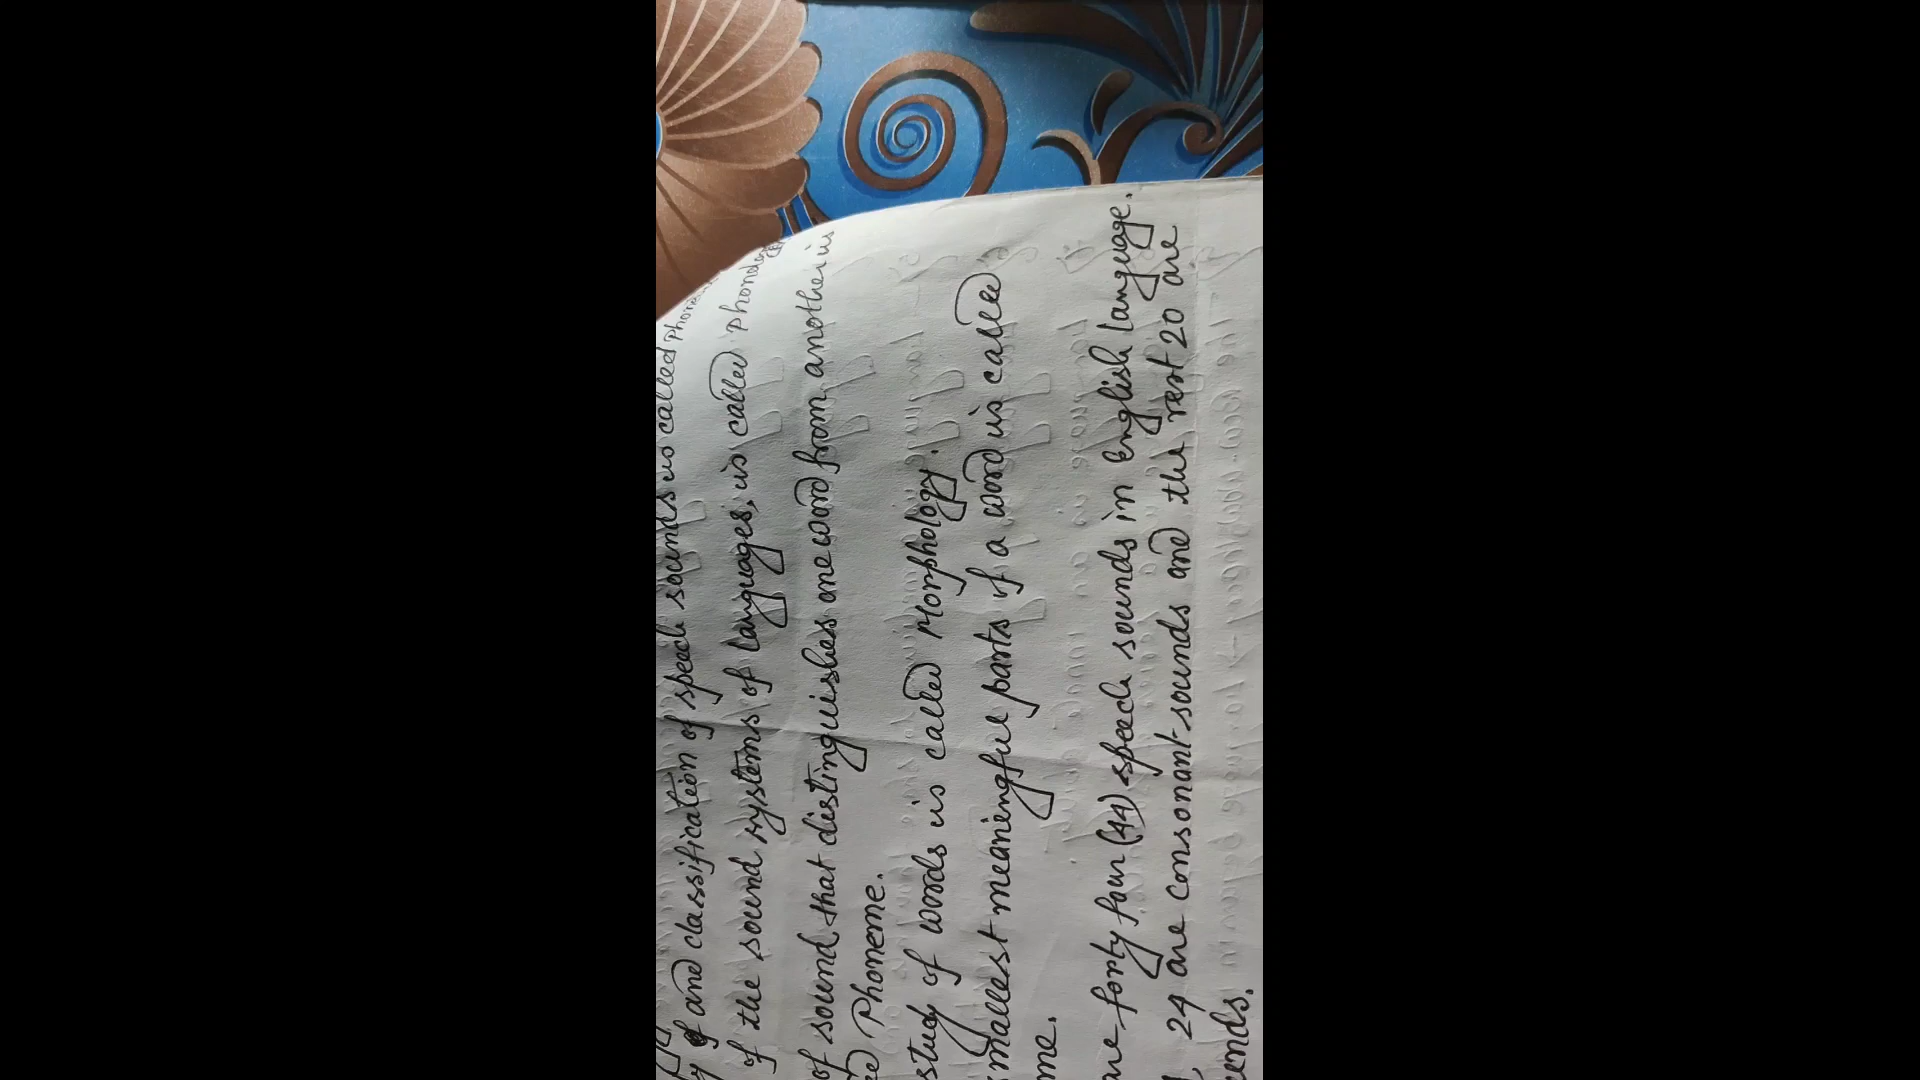 and classification of speech sounds is called
of the sound systems of languages, is called
of sound that distinguishes one word from another is
Phoneme.
study of words is called Morphology.
smallest meaningful parts of a word is called
me.
are forty four (44) speech sounds in English language.
24 are consonant sounds and the rest 20 are